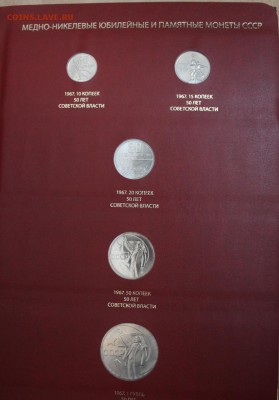 COINS.LAVE.RU
МЕДНО-НИКЕЛЕВЫЕ ЮБИЛЕЙНЫЕ И ПАМЯТНЫЕ МОНЕТЫ СССР
1967. 10 КОПЕЕК
50 ЛЕТ
СОВЕТСКОЙ ВЛАСТИ
1967. 15 КОПЕЕК
50 ЛЕТ
СОВЕТСКОЙ ВЛАСТИ
1967. 20 КОПЕЕК
50 ЛЕТ
СОВЕТСКОЙ ВЛАСТИ
1967. 50 КОПЕЕК
50 ЛЕТ
СОВЕТСКОЙ ВЛАСТИ
1967. 1 РУБЛЬ
50 ЛЕТ